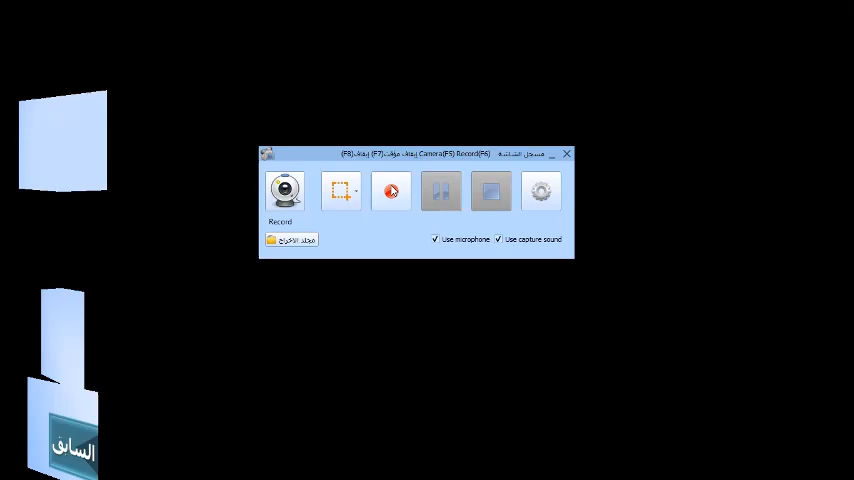 مسجل الشاشة Camera(F5) Record(F6) إيقاف مؤقت(F7) إيقاف(F8)
Record
مجلد الاخراج
Use microphone
Use capture sound
السابق